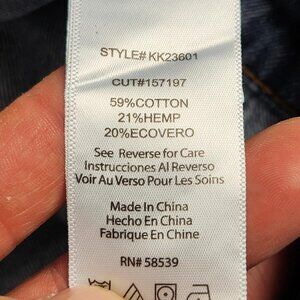 STYLE# KK23601
CUT#157197
59%COTTON
21%HEMP
20%ECOVERO
See Reverse for Care
Instrucciones Al Reverso
Voir Au Verso Pour Les Soins
Made In China
Hecho En China
Fabrique En Chine
RN# 58539